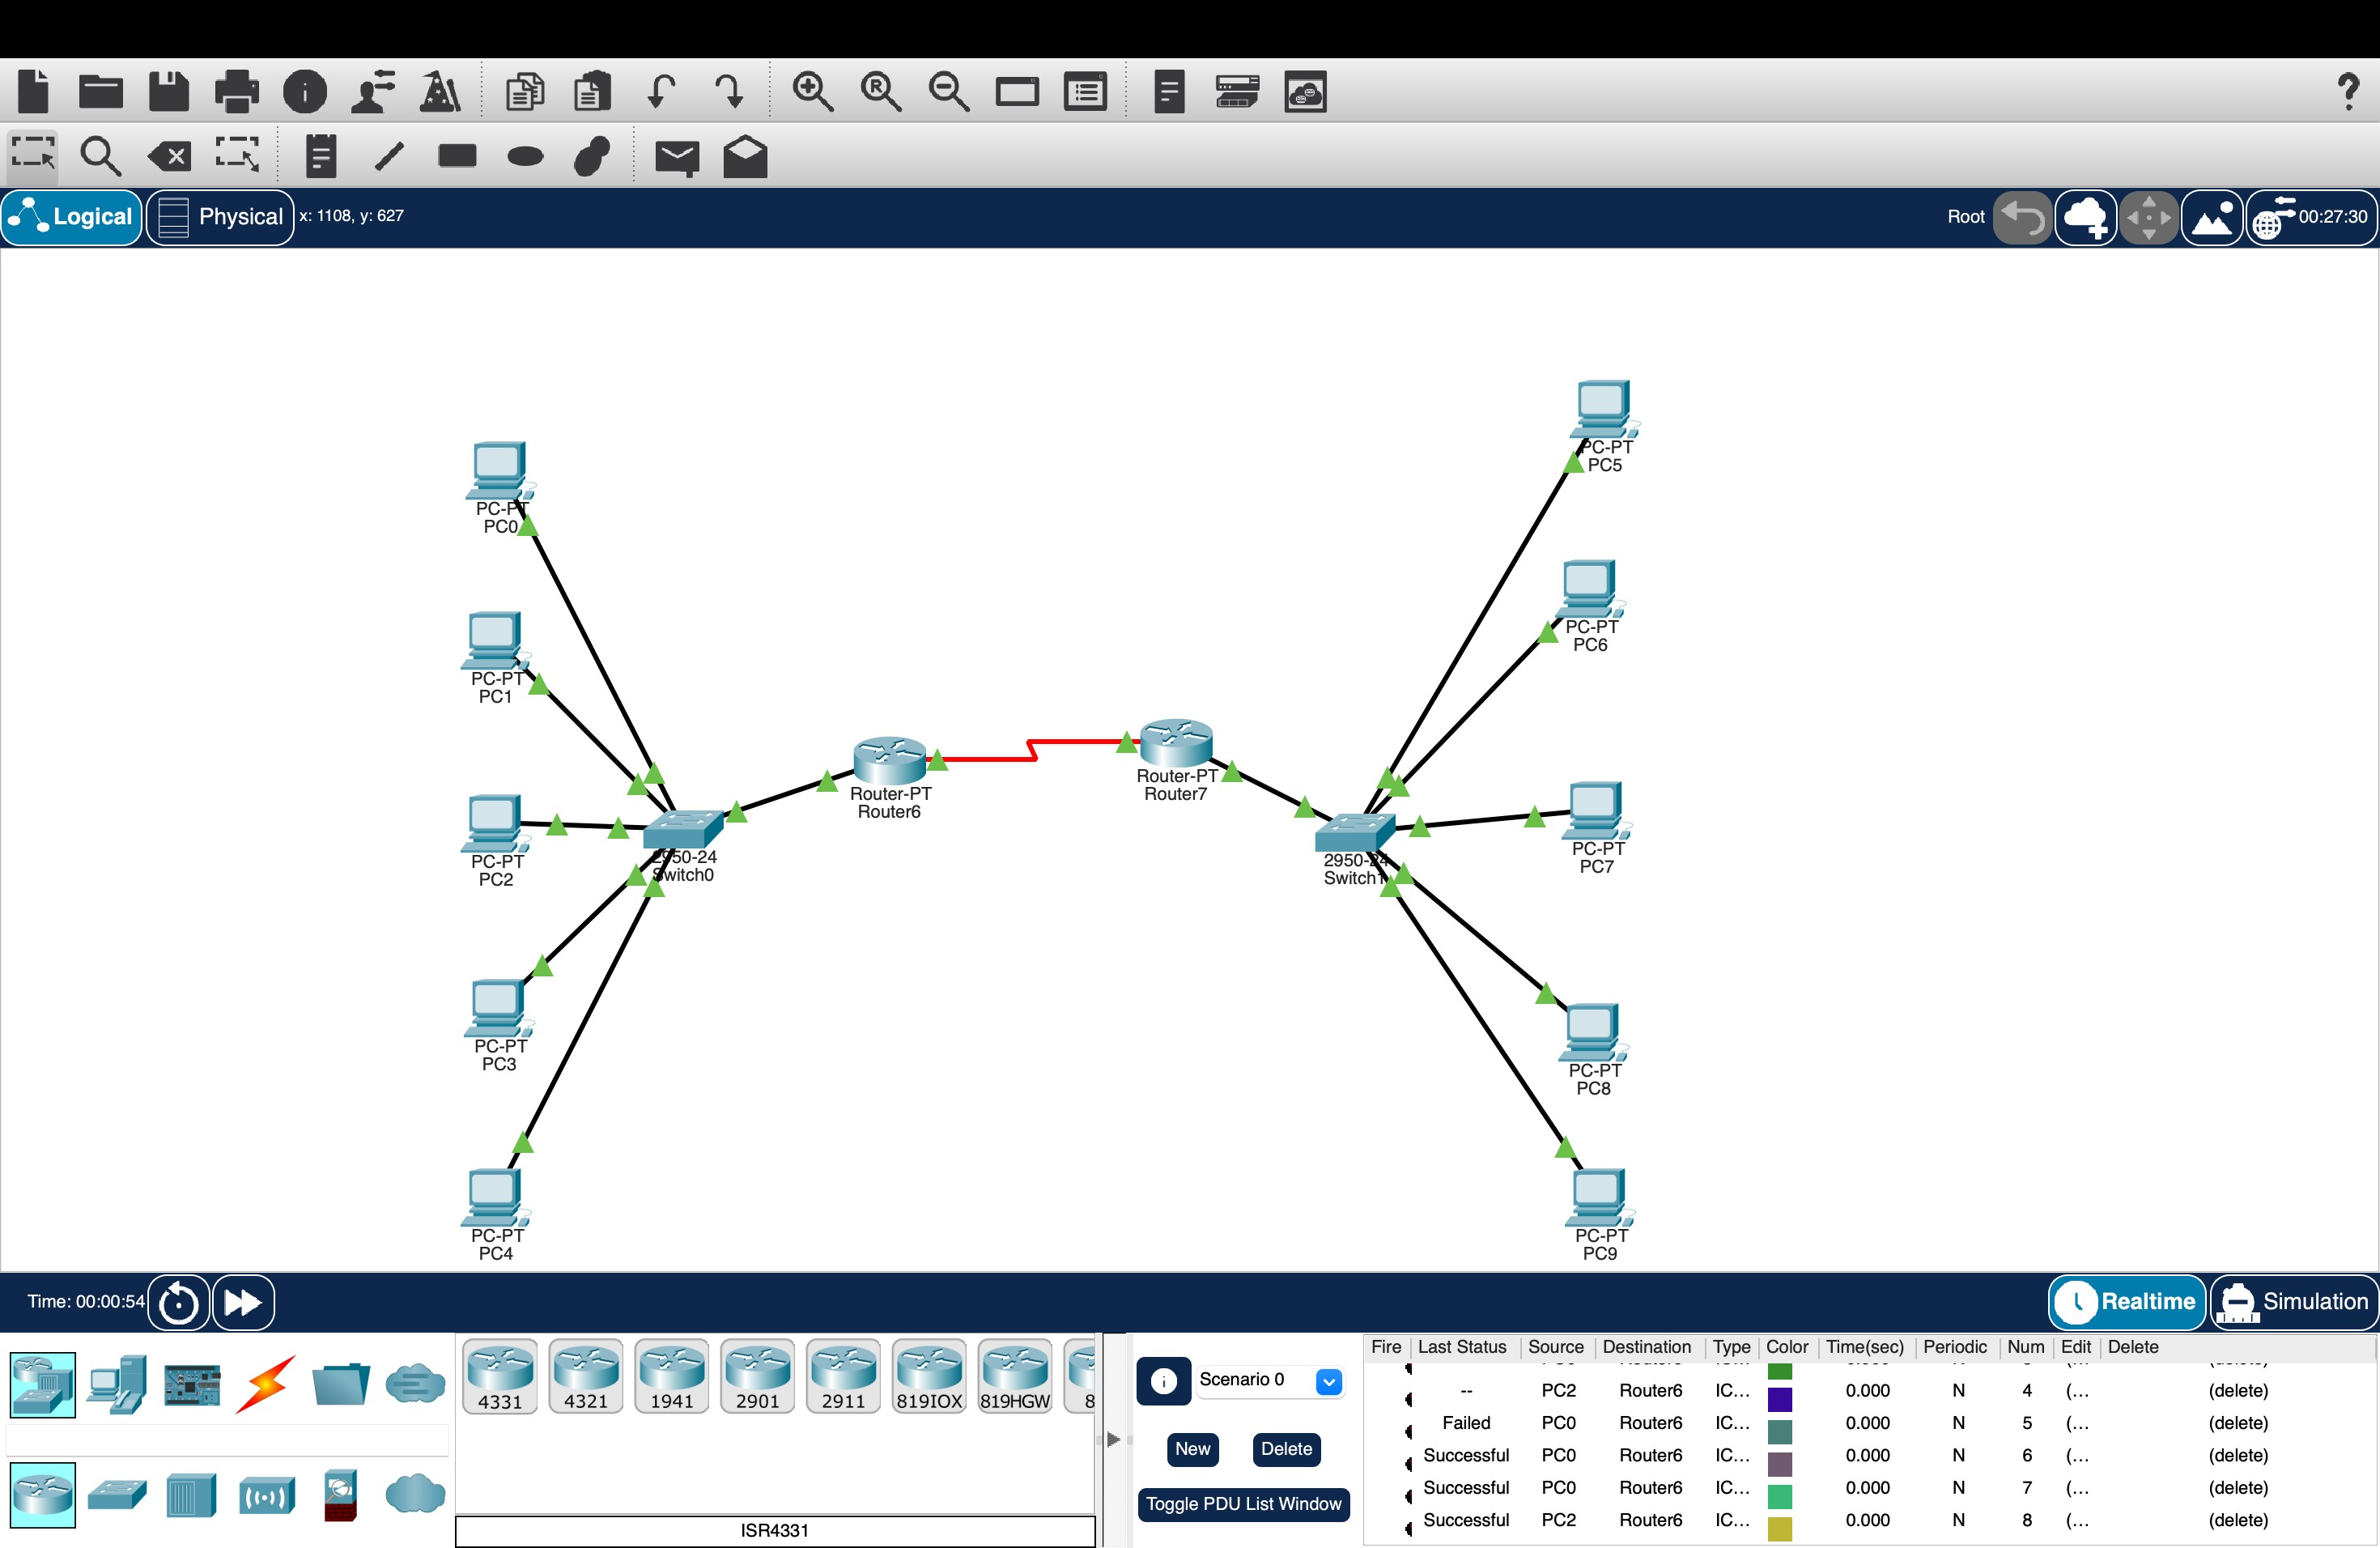 Logical Physical x: 1108, y: 627 Root 00:27:30
PC-PT
PC5
PC-PT
PC0
PC-PT
PC6
PC-PT
PC1
Router-PT
Router7
Router-PT
Router6
PC-PT
PC7
PC-PT
PC2
2950-24
Switch0
2950-24
Switch1
PC-PT
PC3
PC-PT
PC8
PC-PT
PC4
PC-PT
PC9
Time: 00:00:54 Realtime Simulation
4331 4321 1941 2901 2911 819IOX 819HGW 8
ISR4331
Scenario 0
New Delete
Toggle PDU List Window
Fire Last Status Source Destination Type Color Time(sec) Periodic Num Edit Delete
-- PC2 Router6 IC... 0.000 N 4 (... (delete)
Failed PC0 Router6 IC... 0.000 N 5 (... (delete)
Successful PC0 Router6 IC... 0.000 N 6 (... (delete)
Successful PC0 Router6 IC... 0.000 N 7 (... (delete)
Successful PC2 Router6 IC... 0.000 N 8 (... (delete)